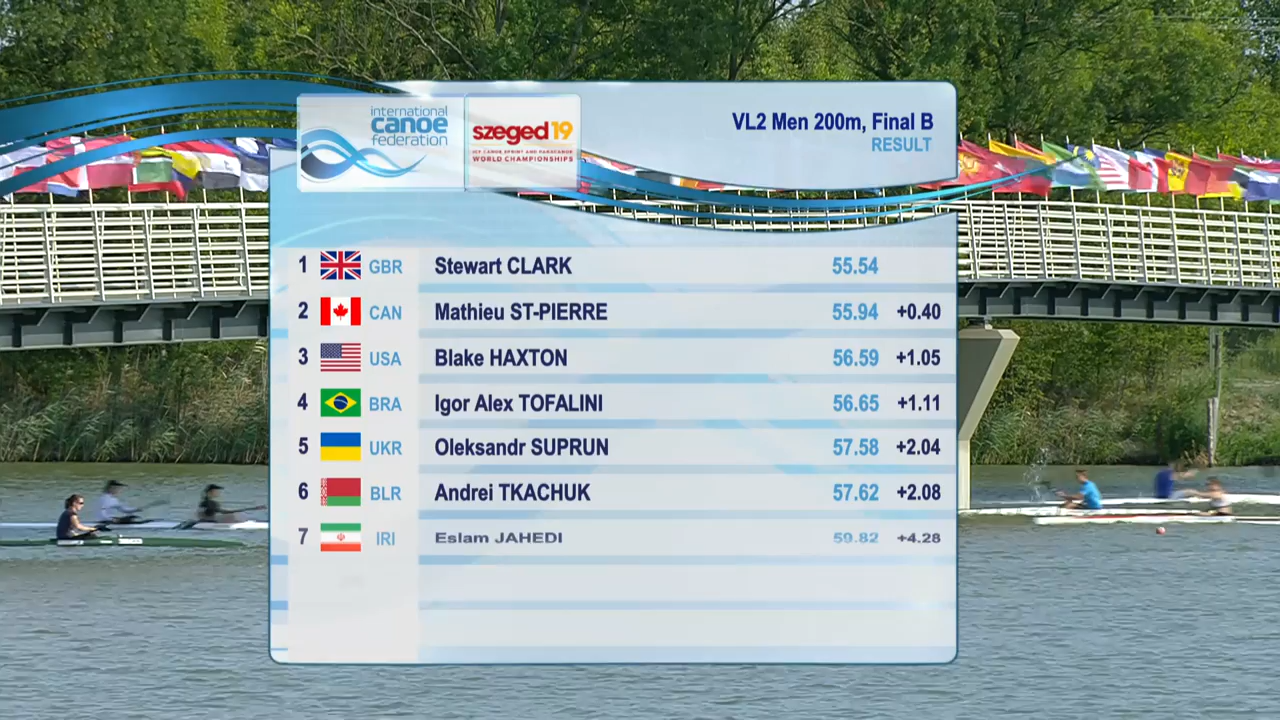 international
canoe
federation
szeged19
ICF CANOE SPRINT AND PARACANOE
WORLD CHAMPIONSHIPS
VL2 Men 200m, Final B
RESULT
1 GBR Stewart CLARK 55.54
2 CAN Mathieu ST-PIERRE 55.94 +0.40
3 USA Blake HAXTON 56.59 +1.05
4 BRA Igor Alex TOFALINI 56.65 +1.11
5 UKR Oleksandr SUPRUN 57.58 +2.04
6 BLR Andrei TKACHUK 57.62 +2.08
7 IRI Eslam JAHEDI 59.82 +4.28